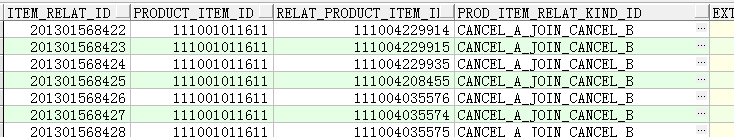 ITEM_RELAT_ID PRODUCT_ITEM_ID RELAT_PRODUCT_ITEM_I PROD_ITEM_RELAT_KIND_ID EXT
201301568422 111001011611 111004229914 CANCEL_A_JOIN_CANCEL_B ...
201301568423 111001011611 111004229915 CANCEL_A_JOIN_CANCEL_B ...
201301568424 111001011611 111004229935 CANCEL_A_JOIN_CANCEL_B ...
201301568425 111001011611 111004208455 CANCEL_A_JOIN_CANCEL_B ...
201301568426 111001011611 111004035576 CANCEL_A_JOIN_CANCEL_B ...
201301568427 111001011611 111004035574 CANCEL_A_JOIN_CANCEL_B ...
201301568428 111001011611 111004035575 CANCEL_A_JOIN_CANCEL_B ...